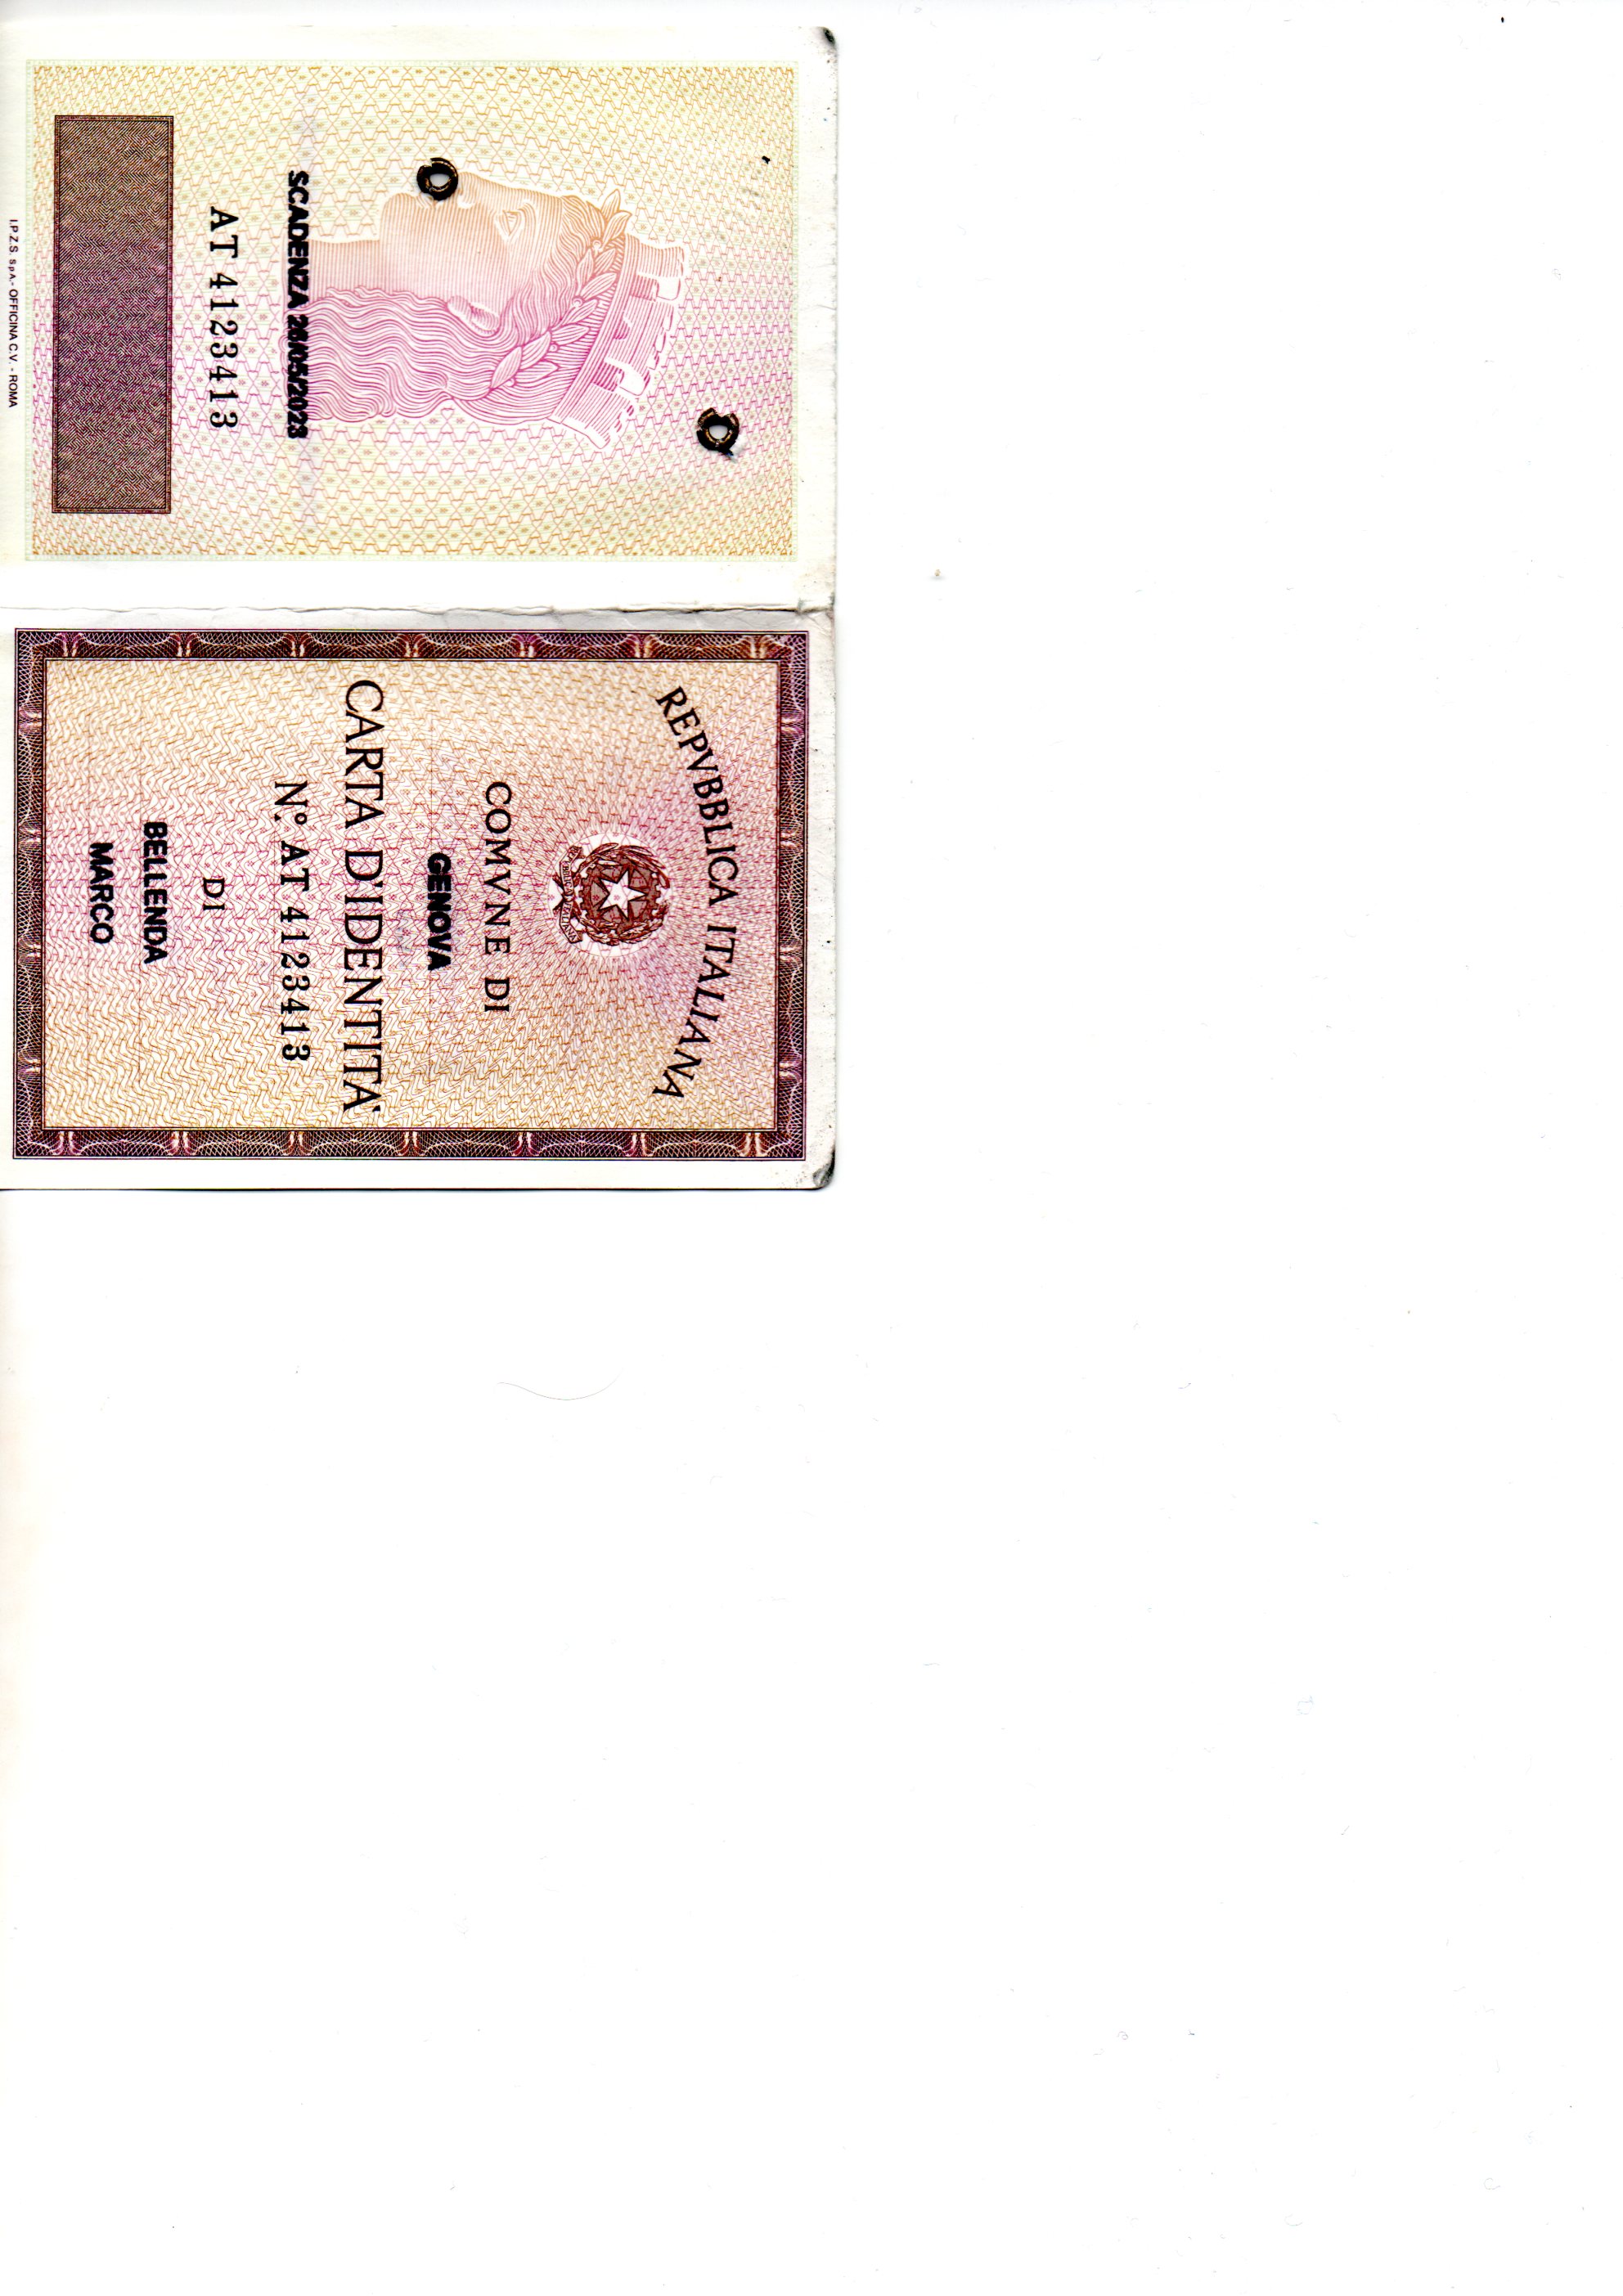 SCADENZA 26/05/2023
AT 4123413
I.P.Z.S. S.p.A. - OFFICINA C.V. - ROMA
REPVBBLICA ITALIANA
COMVNE DI
GENOVA
CARTA D'IDENTITA'
N° AT 4123413
DI
BELLENDA
MARCO